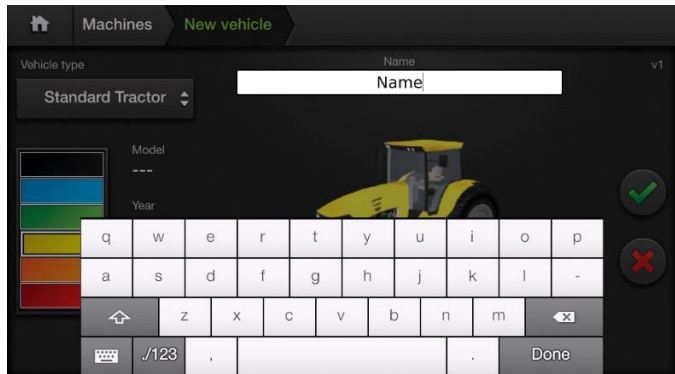 Machines New vehicle
Vehicle type
Name
v1
Name
Standard Tractor
Model
---
Year
q w e r t y u i o p
a s d f g h j k l -
z x c v b n m
./123 , . Done